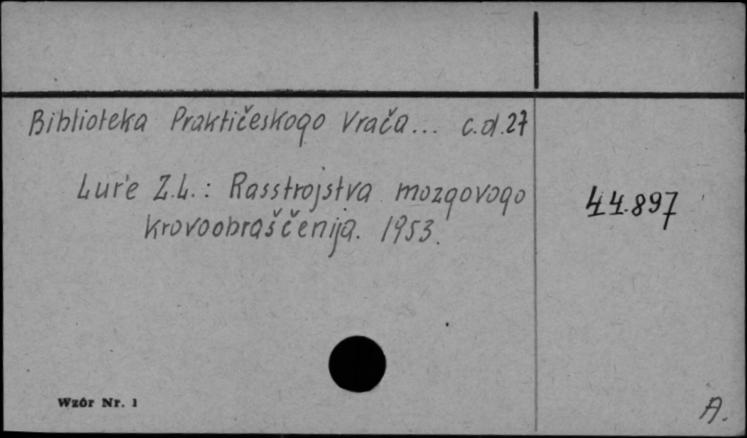 Biblioteka Praktičeskogo Vrača... c.d.27
Lur'e Z.L.: Rasstrojstva mozgovogo
krovoobraščenija. 1953.
44.897
Wzór Nr. 1
A.